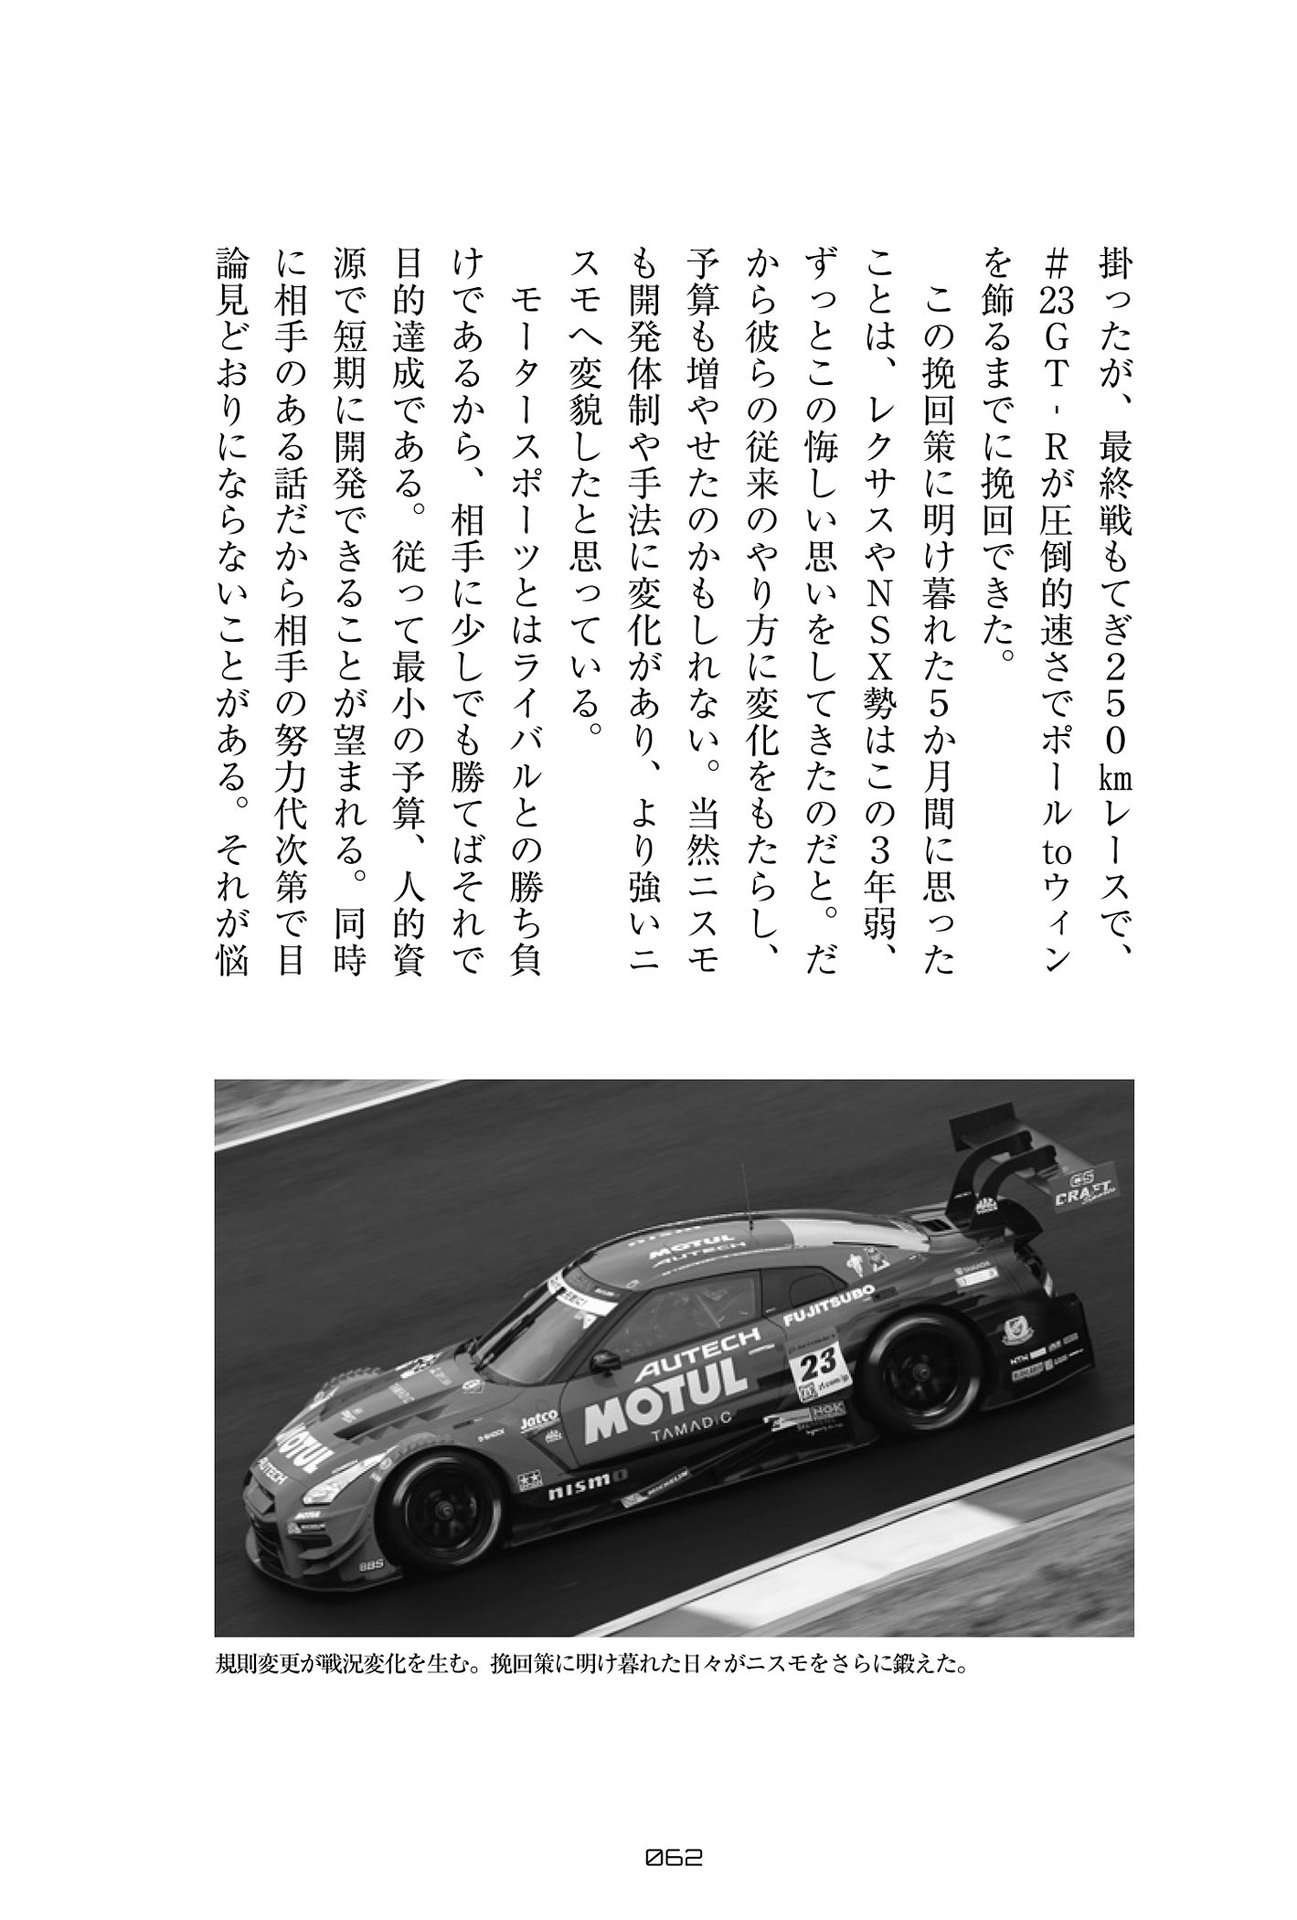 掛ったが、最終戦もてぎ２５０㎞レースで、
＃23ＧＴ‐Ｒが圧倒的速さでポールtoウィン
を飾るまでに挽回できた。
　この挽回策に明け暮れた５か月間に思った
ことは、レクサスやＮＳＸ勢はこの３年弱、
ずっとこの悔しい思いをしてきたのだと。だ
から彼らの従来のやり方に変化をもたらし、
予算も増やせたのかもしれない。当然ニスモ
も開発体制や手法に変化があり、より強いニ
スモへ変貌したと思っている。
　モータースポーツとはライバルとの勝ち負
けであるから、相手に少しでも勝てばそれで
目的達成である。従って最小の予算、人的資
源で短期に開発できることが望まれる。同時
に相手のある話だから相手の努力代次第で目
論見どおりにならないことがある。それが悩
CRAFT
MOTUL
AUTECH
FUJITSUBO
AUTECH
23
MOTUL
TAMADIC
NGK
Jatco
MOTUL
AUTECH
nismo
MICHELIN
BBS
規則変更が戦況変化を生む。挽回策に明け暮れた日々がニスモをさらに鍛えた。
062